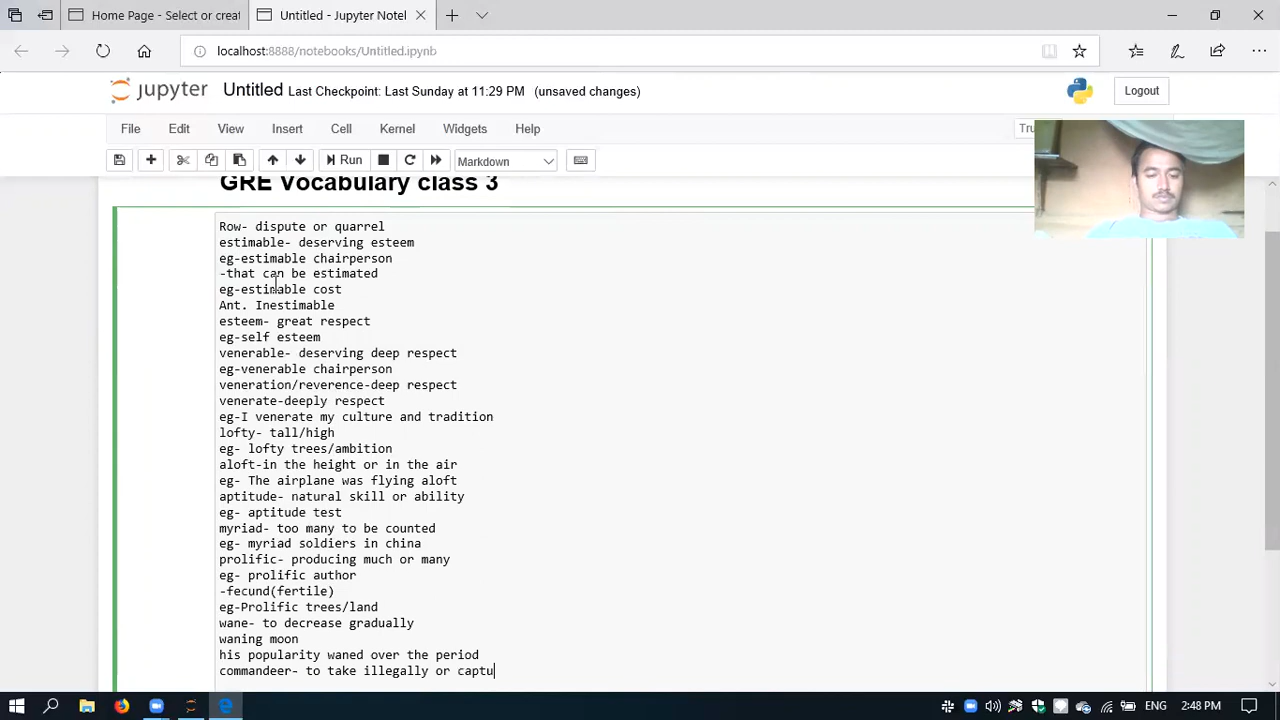 Home Page - Select or creat
Untitled - Jupyter Notel
localhost:8888/notebooks/Untitled.ipynb
jupyter Untitled Last Checkpoint: Last Sunday at 11:29 PM (unsaved changes)
Logout
File Edit View Insert Cell Kernel Widgets Help
Run Markdown
GRE Vocabulary class 3
Row- dispute or quarrel
estimable- deserving esteem
eg-estimable chairperson
-that can be estimated
eg-estimable cost
Ant. Inestimable
esteem- great respect
eg-self esteem
venerable- deserving deep respect
eg-venerable chairperson
veneration/reverence-deep respect
venerate-deeply respect
eg-I venerate my culture and tradition
lofty- tall/high
eg- lofty trees/ambition
aloft-in the height or in the air
eg- The airplane was flying aloft
aptitude- natural skill or ability
eg- aptitude test
myriad- too many to be counted
eg- myriad soldiers in china
prolific- producing much or many
eg- prolific author
-fecund(fertile)
eg-Prolific trees/land
wane- to decrease gradually
waning moon
his popularity waned over the period
commandeer- to take illegally or captu
ENG 2:48 PM